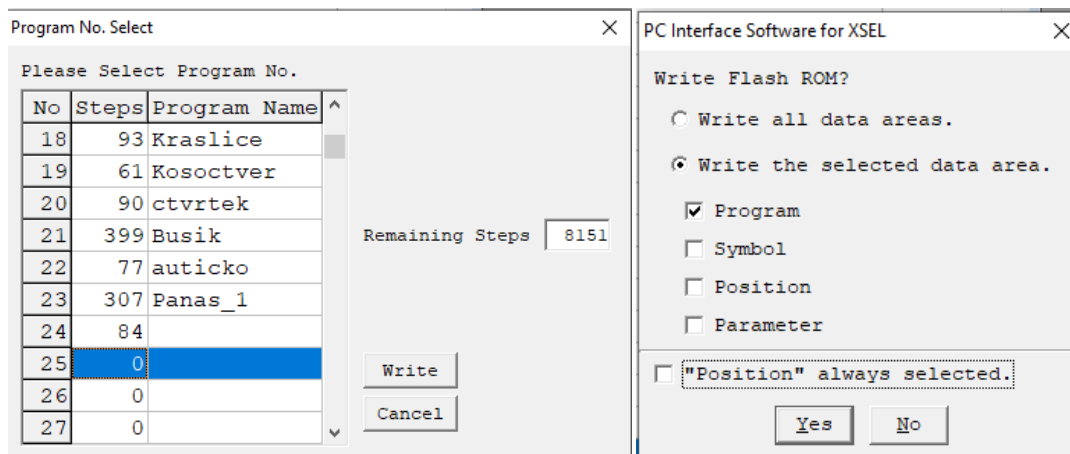 Program No. Select
Please Select Program No.
No Steps Program Name
18 93 Kraslice
19 61 Kosoctver
20 90 ctvrtek
21 399 Busik
22 77 auticko
23 307 Panas_1
24 84
25 0
26 0
27 0
Remaining Steps 8151
Write
Cancel
PC Interface Software for XSEL
Write Flash ROM?
Write all data areas.
Write the selected data area.
Program
Symbol
Position
Parameter
"Position" always selected.
Yes No